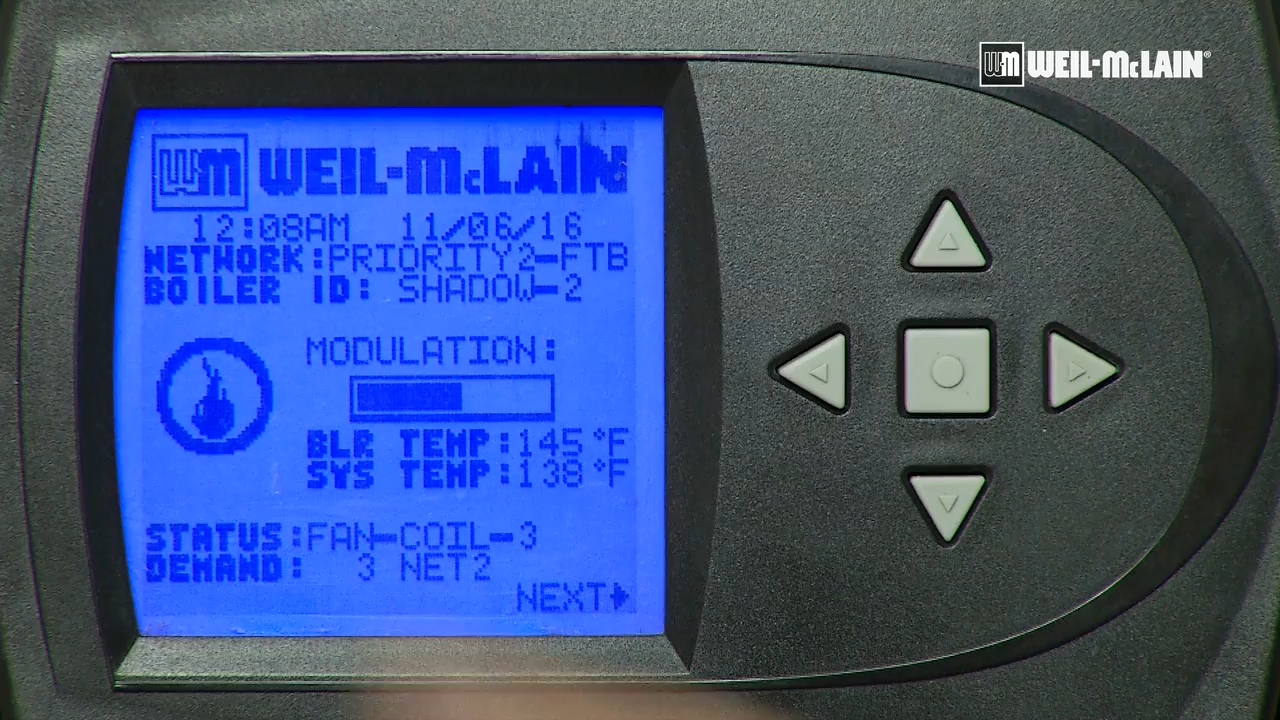 WM WEIL-McLAIN®
WM WEIL-McLAIN
12:08AM 11/06/16
NETWORK:PRIORITY2-FTB
BOILER ID: SHADOW-2
MODULATION:
BLR TEMP:145°F
SYS TEMP:138°F
STATUS:FAN-COIL-3
DEMAND: 3 NET2
NEXT